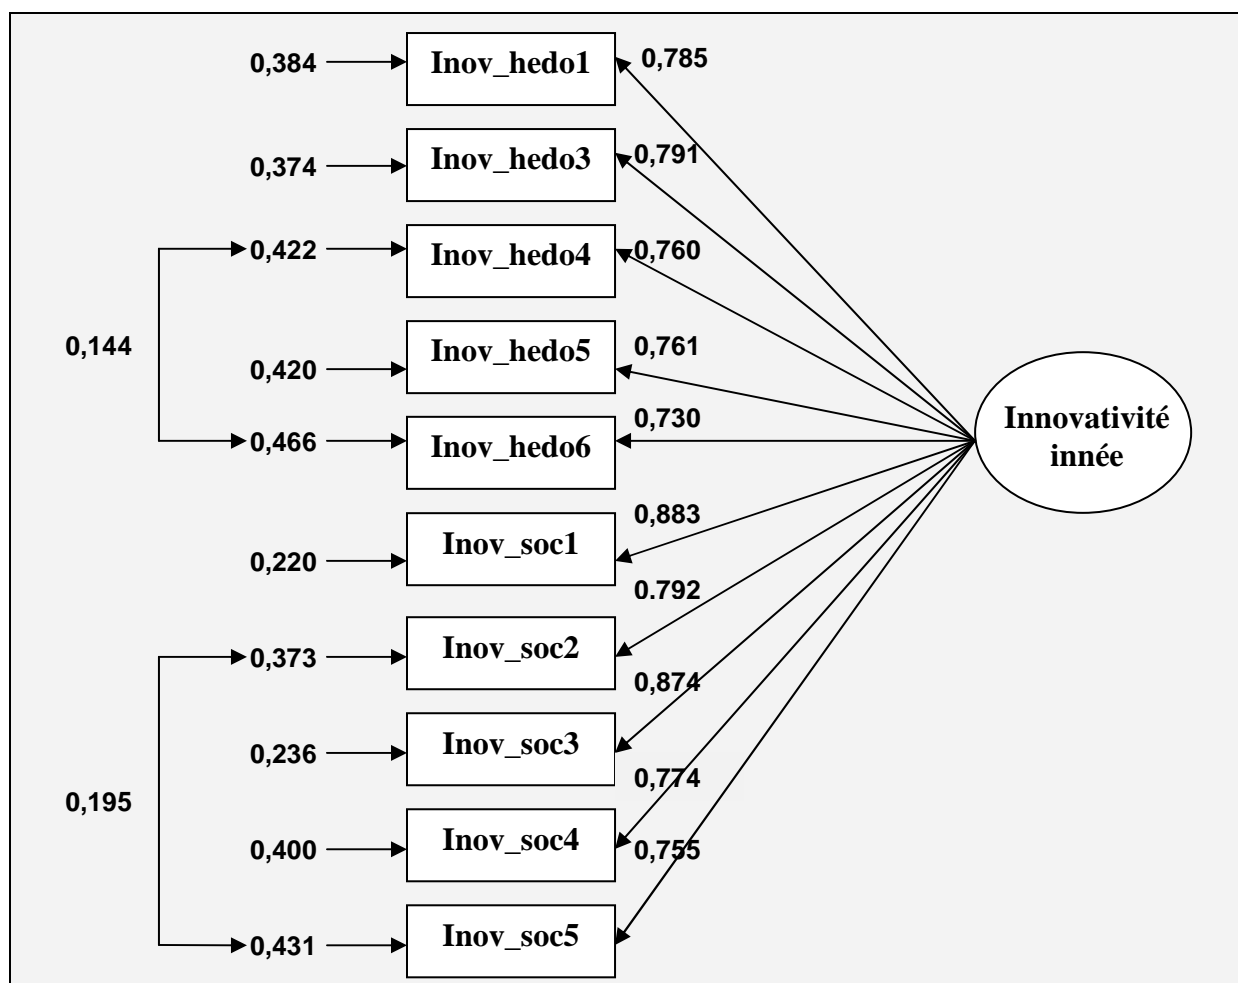 0,384 Inov_hedo1 0,785
0,374 Inov_hedo3 0,791
0,422 Inov_hedo4 0,760
0,144
0,420 Inov_hedo5 0,761
0,466 Inov_hedo6 0,730
Innovativité
innée
0,220 Inov_soc1 0,883
0,373 Inov_soc2 0.792
0,236 Inov_soc3 0,874
0,195
0,400 Inov_soc4 0,774
0,431 Inov_soc5 0,755